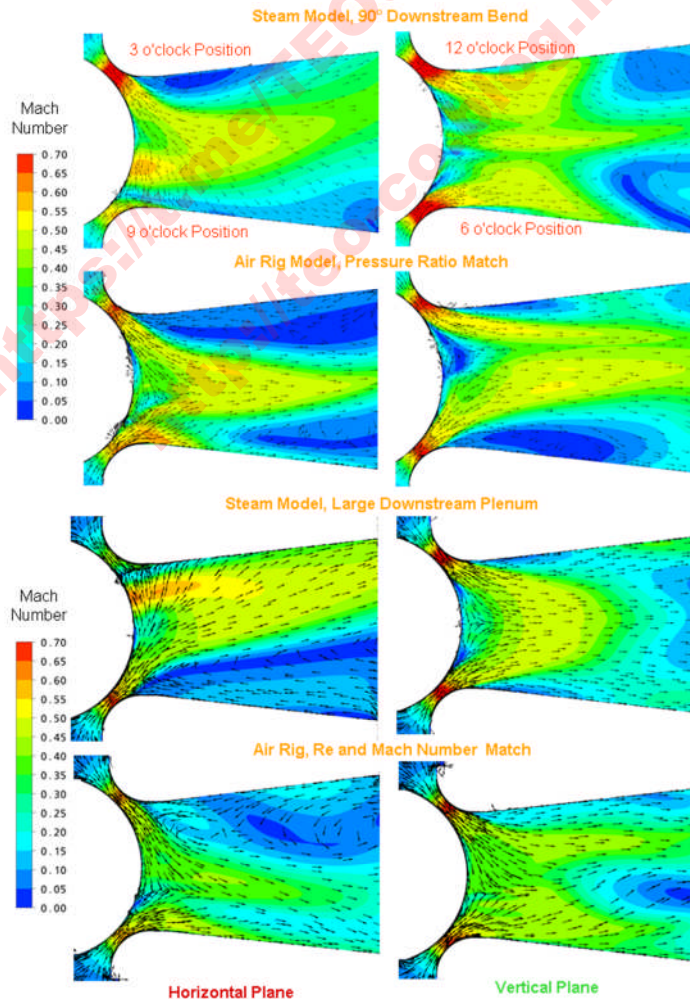 Steam Model, 90° Downstream Bend
3 o'clock Position
12 o'clock Position
Mach
Number
0.70
0.65
0.60
0.55
0.50
0.45
0.40
0.35
0.30
0.25
0.20
0.15
0.10
0.05
0.00
9 o'clock Position
6 o'clock Position
Air Rig Model, Pressure Ratio Match
Steam Model, Large Downstream Plenum
Mach
Number
0.70
0.65
0.60
0.55
0.50
0.45
0.40
0.35
0.30
0.25
0.20
0.15
0.10
0.05
0.00
Air Rig, Re and Mach Number Match
Horizontal Plane
Vertical Plane